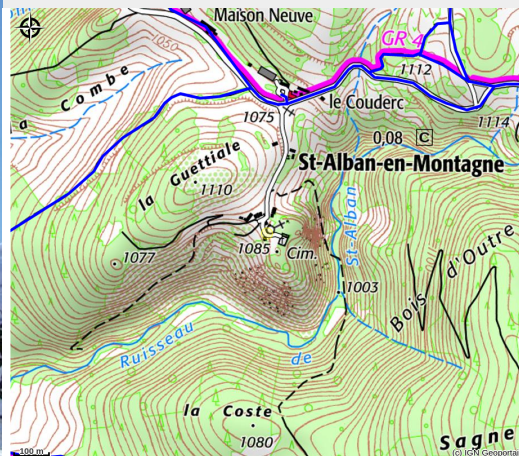 Maison Neuve
1050
GR 4
1112
a Combe
le Couderc
1075
1114
0,08 C
St-Alban-en-Montagne
la Guettiale
1110
St-Alban
1085
Cim.
1077
1003
Bois d'Outre
Ruisseau de
la Coste
1080
Sagne
100 m
(c) IGN Geoportai